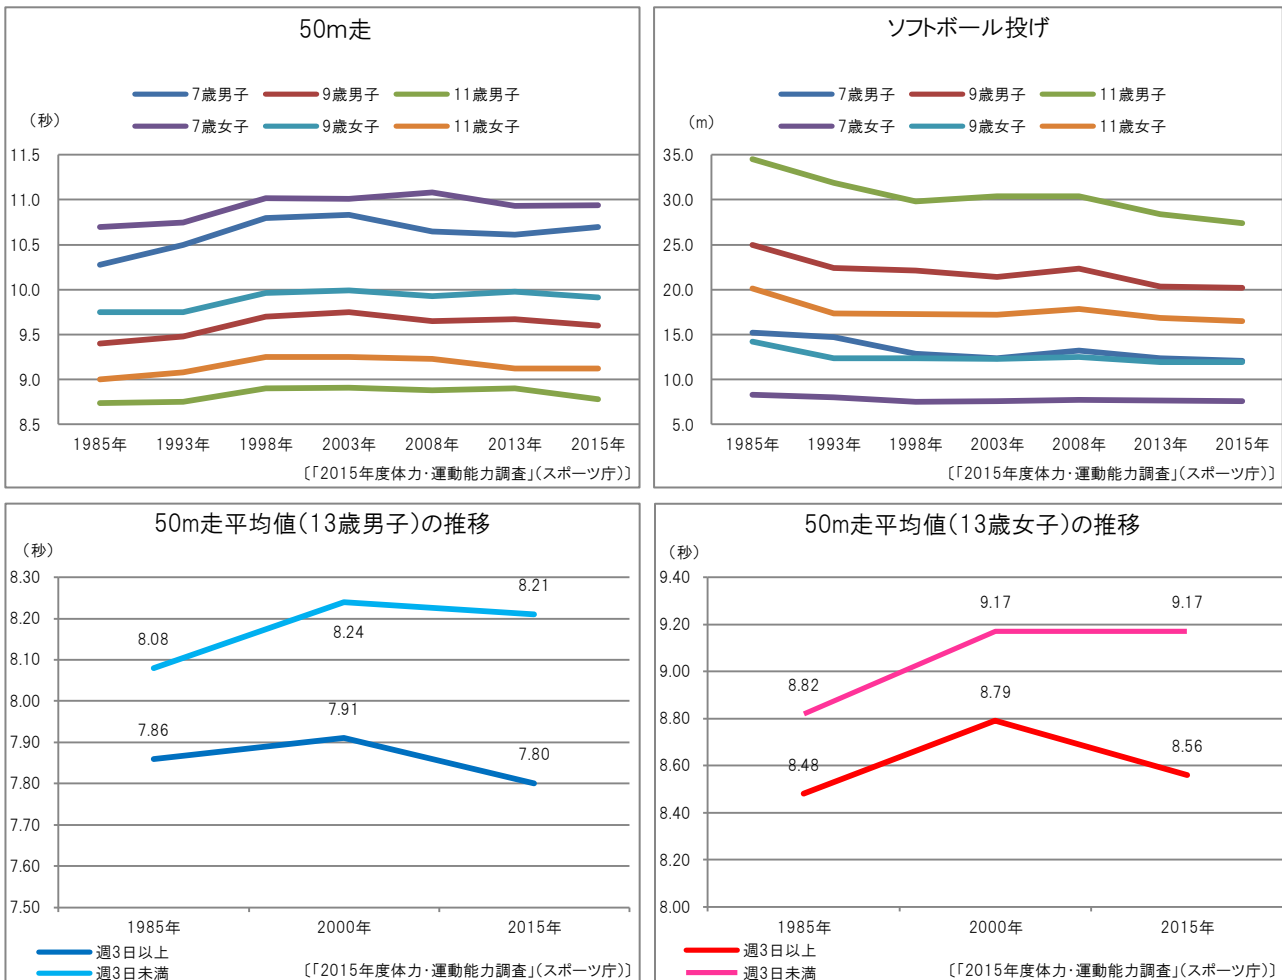 50m走
7歳男子 9歳男子 11歳男子
(秒) 7歳女子 9歳女子 11歳女子
11.5
11.0
10.5
10.0
9.5
9.0
8.5
1985年 1993年 1998年 2003年 2008年 2013年 2015年
〔「2015年度体力・運動能力調査」(スポーツ庁)〕
ソフトボール投げ
7歳男子 9歳男子 11歳男子
(m) 7歳女子 9歳女子 11歳女子
35.0
30.0
25.0
20.0
15.0
10.0
5.0
1985年 1993年 1998年 2003年 2008年 2013年 2015年
〔「2015年度体力・運動能力調査」(スポーツ庁)〕
50m走平均値(13歳男子)の推移
(秒)
8.30
8.20
8.10
8.00
7.90
7.80
7.70
7.60
7.50
8.08 8.24 8.21
7.86 7.91 7.80
1985年 2000年 2015年
週3日以上
週3日未満 〔「2015年度体力・運動能力調査」(スポーツ庁)〕
50m走平均値(13歳女子)の推移
(秒)
9.40
9.20
9.00
8.80
8.60
8.40
8.20
8.00
8.82 9.17 9.17
8.48 8.79 8.56
1985年 2000年 2015年
週3日以上
週3日未満 〔「2015年度体力・運動能力調査」(スポーツ庁)〕